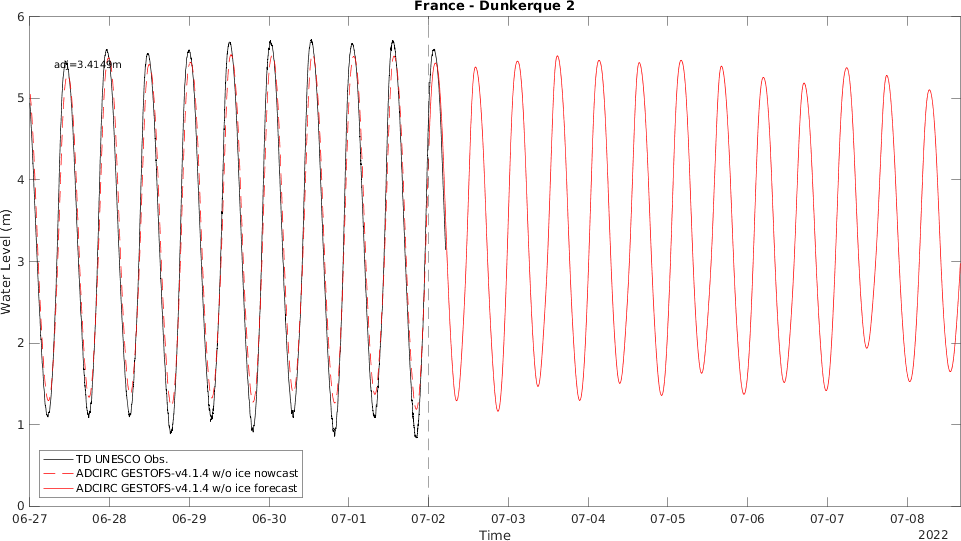 France - Dunkerque 2
6
adj=3.4149m
5
4
3
2
1
0
Water Level (m)
TD UNESCO Obs.
ADCIRC GESTOFS-v4.1.4 w/o ice nowcast
ADCIRC GESTOFS-v4.1.4 w/o ice forecast
06-27 06-28 06-29 06-30 07-01 07-02 07-03 07-04 07-05 07-06 07-07 07-08
Time
2022